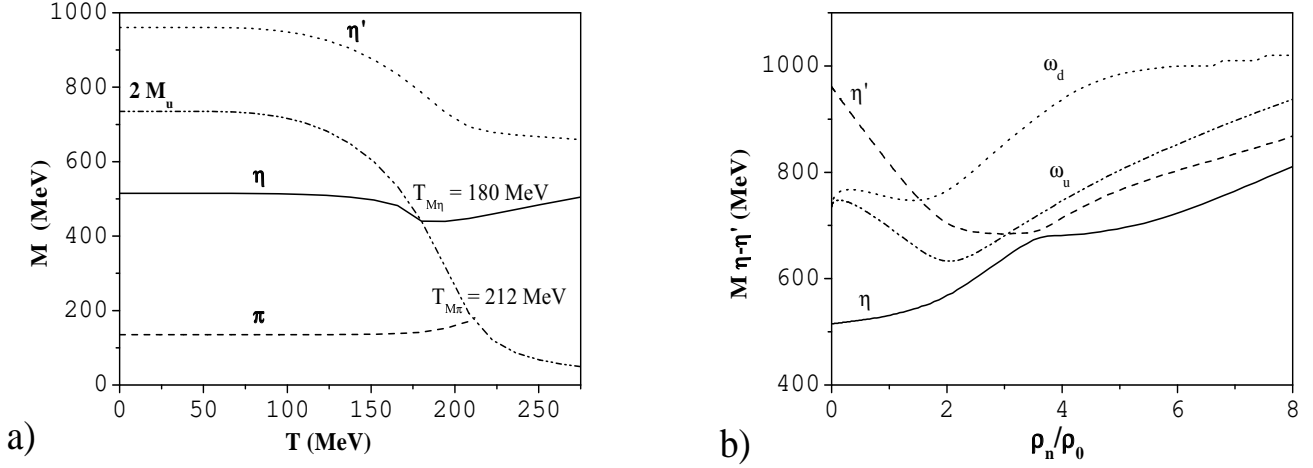 1000
800
600
400
200
0
M (MeV)
η'
2 M_u
η
T_Mη = 180 MeV
T_Mπ = 212 MeV
π
0 50 100 150 200 250
T (MeV)
a)
1000
800
600
400
M η-η' (MeV)
ω_d
η'
ω_u
η
0 2 4 6 8
ρ_n/ρ_0
b)